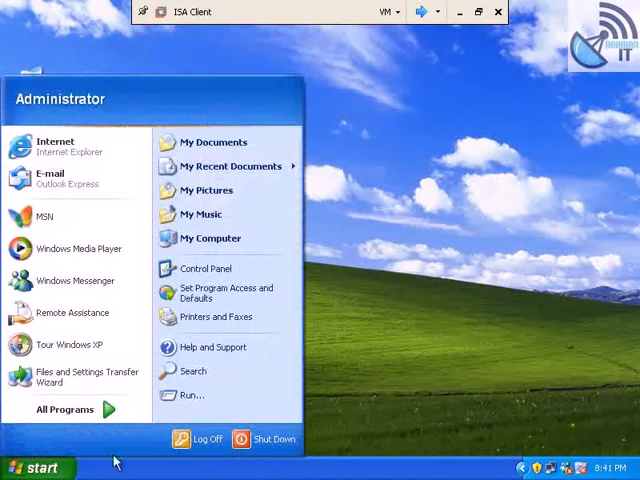 ISA Client
VM
ARABIAN
IT
Administrator
Internet
Internet Explorer
E-mail
Outlook Express
MSN
Windows Media Player
Windows Messenger
Remote Assistance
Tour Windows XP
Files and Settings Transfer
Wizard
All Programs
My Documents
My Recent Documents
My Pictures
My Music
My Computer
Control Panel
Set Program Access and
Defaults
Printers and Faxes
Help and Support
Search
Run...
Log Off
Shut Down
start
8:41 PM